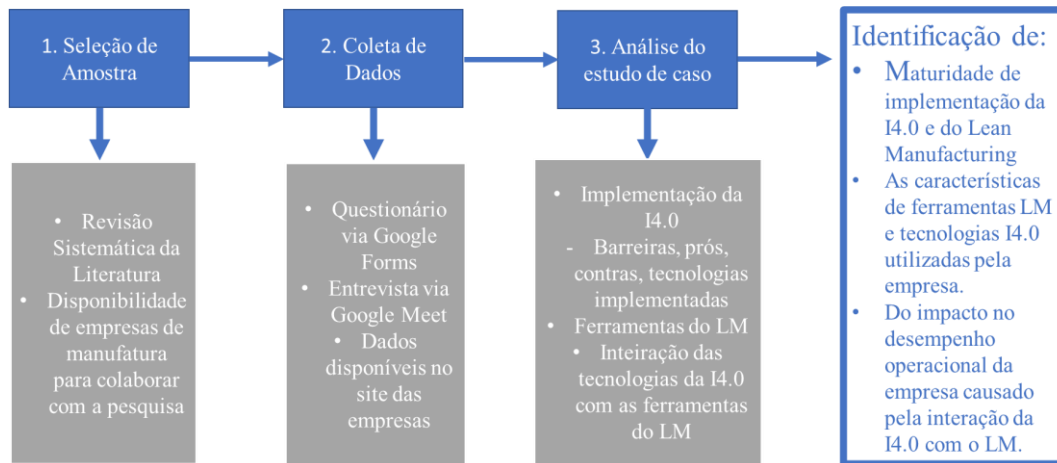 1. Seleção de
Amostra
2. Coleta de
Dados
3. Análise do
estudo de caso
• Revisão
Sistemática da
Literatura
• Disponibilidade
de empresas de
manufatura
para colaborar
com a pesquisa
• Questionário
via Google
Forms
• Entrevista via
Google Meet
• Dados
disponíveis no
site das
empresas
• Implementação da
I4.0
- Barreiras, prós,
contras, tecnologias
implementadas
• Ferramentas do LM
• Inteiração das
tecnologias da I4.0
com as ferramentas
do LM
Identificação de:
• Maturidade de
implementação da
I4.0 e do Lean
Manufacturing
• As características
de ferramentas LM
e tecnologias I4.0
utilizadas pela
empresa.
• Do impacto no
desempenho
operacional da
empresa causado
pela interação da
I4.0 com o LM.